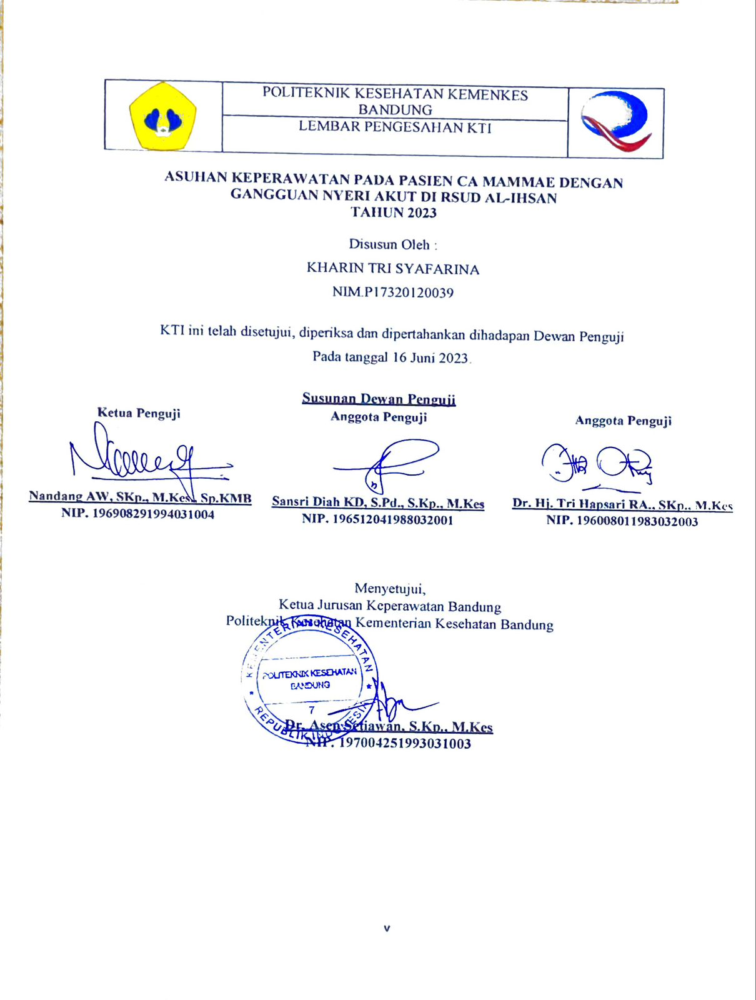 POLITEKNIK KESEHATAN KEMENKES
BANDUNG
LEMBAR PENGESAHAN KTI
ASUHAN KEPERAWATAN PADA PASIEN CA MAMMAE DENGAN
GANGGUAN NYERI AKUT DI RSUD AL-IHSAN
TAHUN 2023
Disusun Oleh :
KHARIN TRI SYAFARINA
NIM.P17320120039
KTI ini telah disetujui, diperiksa dan dipertahankan dihadapan Dewan Penguji
Pada tanggal 16 Juni 2023.
Susunan Dewan Penguji
Ketua Penguji
Nandang AW, SKp., M.Kes., Sp.KMB
NIP. 196908291994031004
Anggota Penguji
Sansri Diah KD, S.Pd., S.Kp., M.Kes
NIP. 196512041988032001
Anggota Penguji
Dr. Hj. Tri Hapsari RA., SKp., M.Kes
NIP. 196008011983032003
Menyetujui,
Ketua Jurusan Keperawatan Bandung
Politeknik Kesehatan Kementerian Kesehatan Bandung
KEMENTERIAN KESEHATAN
POLITEKNIK KESEHATAN
BANDUNG
7
REPUBLIK INDONESIA
Dr. Asep Setiawan, S.Kp., M.Kes
NIP. 197004251993031003
v